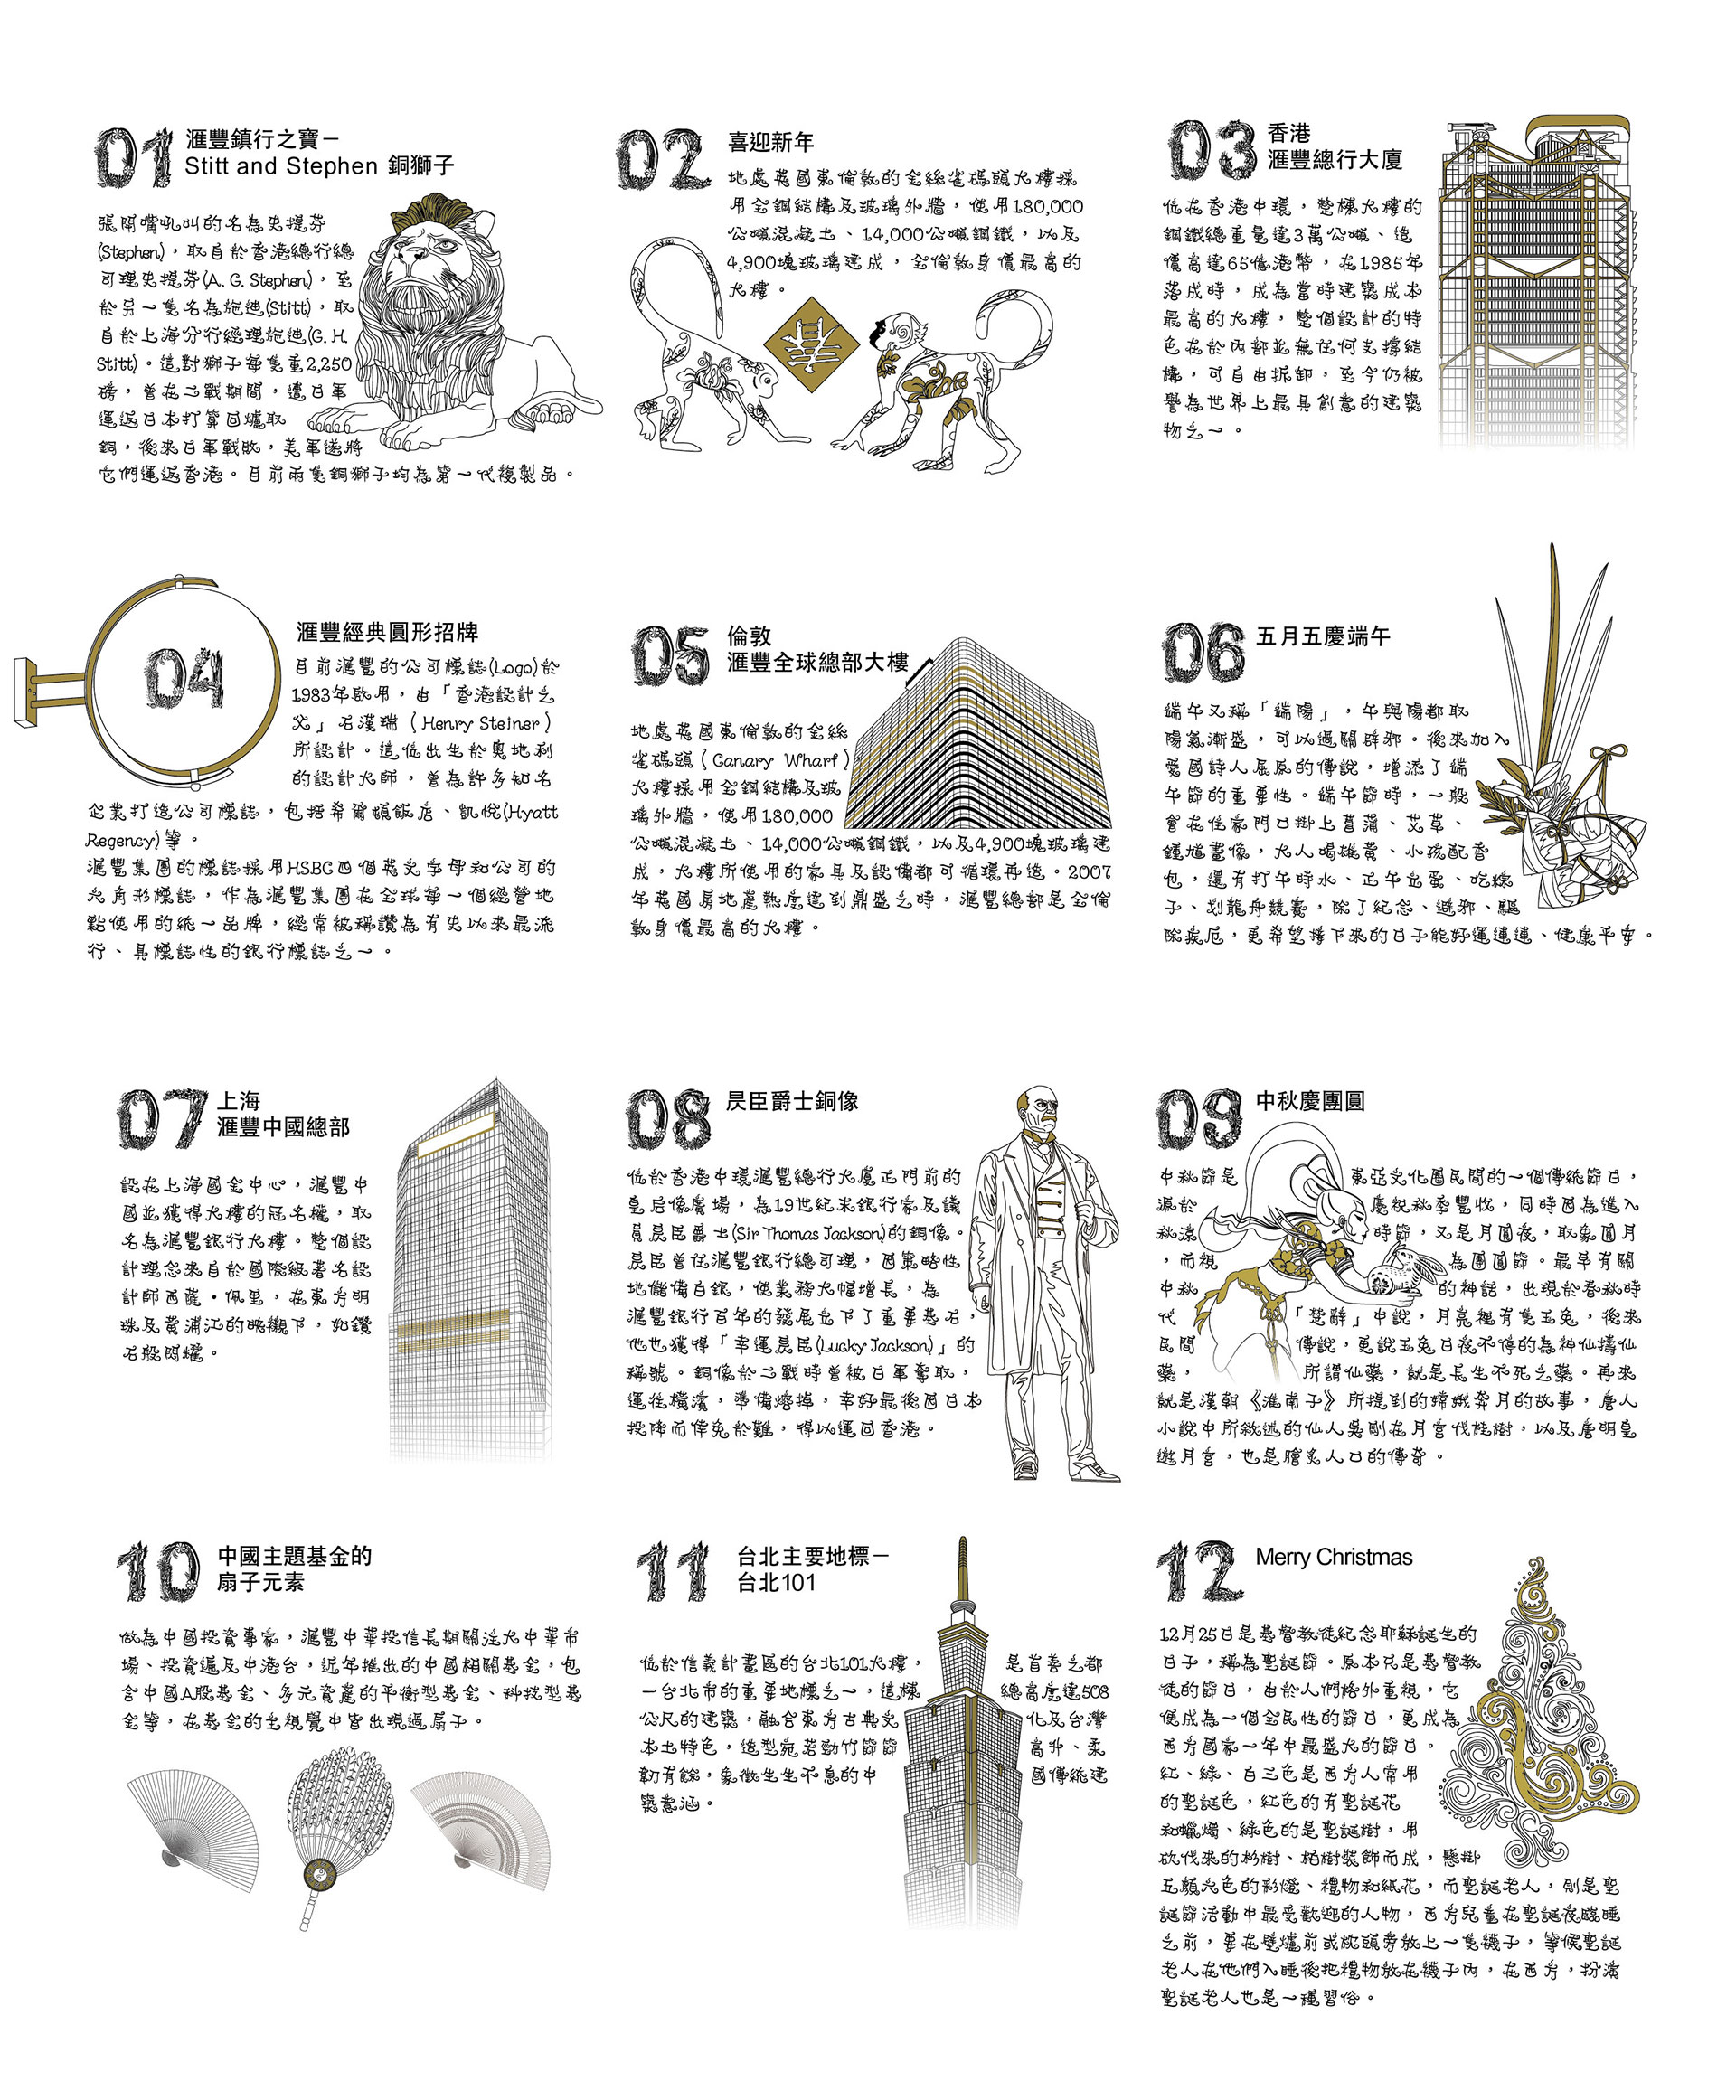 01
滙豐鎮行之寶－
Stitt and Stephen 銅獅子
張開嘴吼叫的名為史提芬
(Stephen)，取自於香港總行總
司理史提芬(A. G. Stephen)，至
於另一隻名為施迪(Stitt)，取
自於上海分行經理施迪(G. H.
Stitt)。這對獅子每隻重2,250
磅，曾在二戰期間，遭日軍
運返日本打算回爐取
銅，後來日軍戰敗，美軍遂將
它們運返香港。目前兩隻銅獅子均為第一代複製品。
02
喜迎新年
地處英國東倫敦的金絲雀碼頭大樓採
用全鋼結構及玻璃外牆，使用180,000
公噸混凝土、14,000公噸鋼鐵，以及
4,900塊玻璃建成，全倫敦身價最高的
大樓。
03
香港
滙豐總行大廈
位在香港中環，整棟大樓的
鋼鐵總重量達3萬公噸、造
價高達65億港幣，在1985年
落成時，成為當時建築成本
最高的大樓，整個設計的特
色在於內部並無任何支撐結
構，可自由拆卸，至今仍被
譽為世界上最具創意的建築
物之一。
04
滙豐經典圓形招牌
目前滙豐的公司標誌(Logo)於
1983年啟用，由「香港設計之
父」石漢瑞（Henry Steiner）
所設計。這位出生於奧地利
的設計大師，曾為許多知名
企業打造公司標誌，包括希爾頓飯店、凱悅(Hyatt
Regency)等。
滙豐集團的標誌採用HSBC四個英文字母和公司的
六角形標誌，作為滙豐集團在全球每一個經營地
點使用的統一品牌，經常被稱讚為有史以來最流
行、具標誌性的銀行標誌之一。
05
倫敦
滙豐全球總部大樓
地處英國東倫敦的金絲
雀碼頭（Canary Wharf）
大樓採用全鋼結構及玻
璃外牆，使用180,000
公噸混凝土、14,000公噸鋼鐵，以及4,900塊玻璃建
成，大樓所使用的家具及設備都可循環再造。2007
年英國房地產熱度達到鼎盛之時，滙豐總部是全倫
敦身價最高的大樓。
06
五月五慶端午
端午又稱「端陽」，午與陽都取
陽氣漸盛，可以過關辟邪。後來加入
愛國詩人屈原的傳說，增添了端
午節的重要性。端午節時，一般
會在住家門口掛上菖蒲、艾草、
鍾馗畫像，大人喝雄黃、小孩配香
包，還有打午時水、正午立蛋、吃粽
子、划龍舟競賽，除了紀念、避邪、驅
除疾厄，更希望接下來的日子能好運連連、健康平安。
07
上海
滙豐中國總部
設在上海國金中心，滙豐中
國並獲得大樓的冠名權，取
名為滙豐銀行大樓。整個設
計理念來自於國際級著名設
計師西薩・佩里，在東方明
珠及黃浦江的映襯下，如鑽
石般閃耀。
08
昃臣爵士銅像
位於香港中環滙豐總行大廈正門前的
皇后像廣場，為19世紀末銀行家及議
員昃臣爵士(Sir Thomas Jackson)的銅像。
昃臣曾任滙豐銀行總司理，因策略性
地儲備白銀，使業務大幅增長，為
滙豐銀行百年的發展立下了重要基石，
他也獲得「幸運昃臣(Lucky Jackson)」的
稱號。銅像於二戰時曾被日軍奪取，
運往橫濱，準備熔掉，幸好最後因日本
投降而倖免於難，得以運回香港。
09
中秋慶團圓
中秋節是東亞文化圈民間的一個傳統節日，
源於慶祝秋季豐收，同時因為進入
秋涼時節，又是月圓夜，取象圓月
，而視為團圓節。最早有關
中秋的神話，出現於春秋時
代「楚辭」中說，月亮裡有隻玉兔，後來
民間傳說，更說玉兔日夜不停的為神仙擣仙
藥，所謂仙藥，就是長生不死之藥。再來
就是漢朝《淮南子》所提到的嫦娥奔月的故事，唐人
小說中所敘述的仙人吳剛在月宮伐桂樹，以及唐明皇
遊月宮，也是膾炙人口的傳奇。
10
中國主題基金的
扇子元素
做為中國投資專家，滙豐中華投信長期關注大中華市
場、投資遍及中港台，近年推出的中國相關基金，包
含中國A股基金、多元資產的平衡型基金、科技型基
金等，在基金的主視覺中皆出現過扇子。
11
台北主要地標－
台北101
位於信義計畫區的台北101大樓，是首善之都
－台北市的重要地標之一，這棟總高度達508
公尺的建築，融合東方古典文化及台灣
本土特色，造型宛若勁竹節節高升、柔
韌有餘，象徵生生不息的中國傳統建
築意涵。
12
Merry Christmas
12月25日是基督教徒紀念耶穌誕生的
日子，稱為聖誕節。原本只是基督教
徒的節日，由於人們格外重視，它
便成為一個全民性的節日，更成為
西方國家一年中最盛大的節日。
紅、綠、白三色是西方人常用
的聖誕色，紅色的有聖誕花
和蠟燭、綠色的是聖誕樹，用
砍伐來的杉樹、柏樹裝飾而成，懸掛
五顏六色的彩燈、禮物和紙花，而聖誕老人，則是聖
誕節活動中最受歡迎的人物，西方兒童在聖誕夜臨睡
之前，要在壁爐前或枕頭旁放上一隻襪子，等候聖誕
老人在他們入睡後把禮物放在襪子內，在西方，扮演
聖誕老人也是一種習俗。